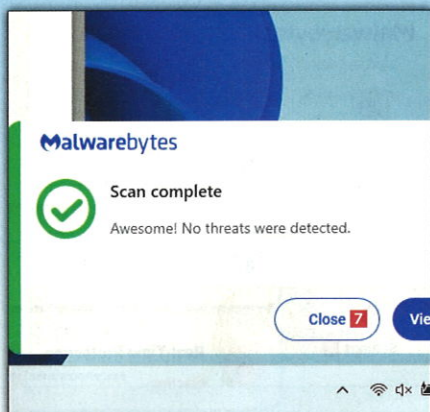 Malwarebytes
Scan complete
Awesome! No threats were detected.
Close 7